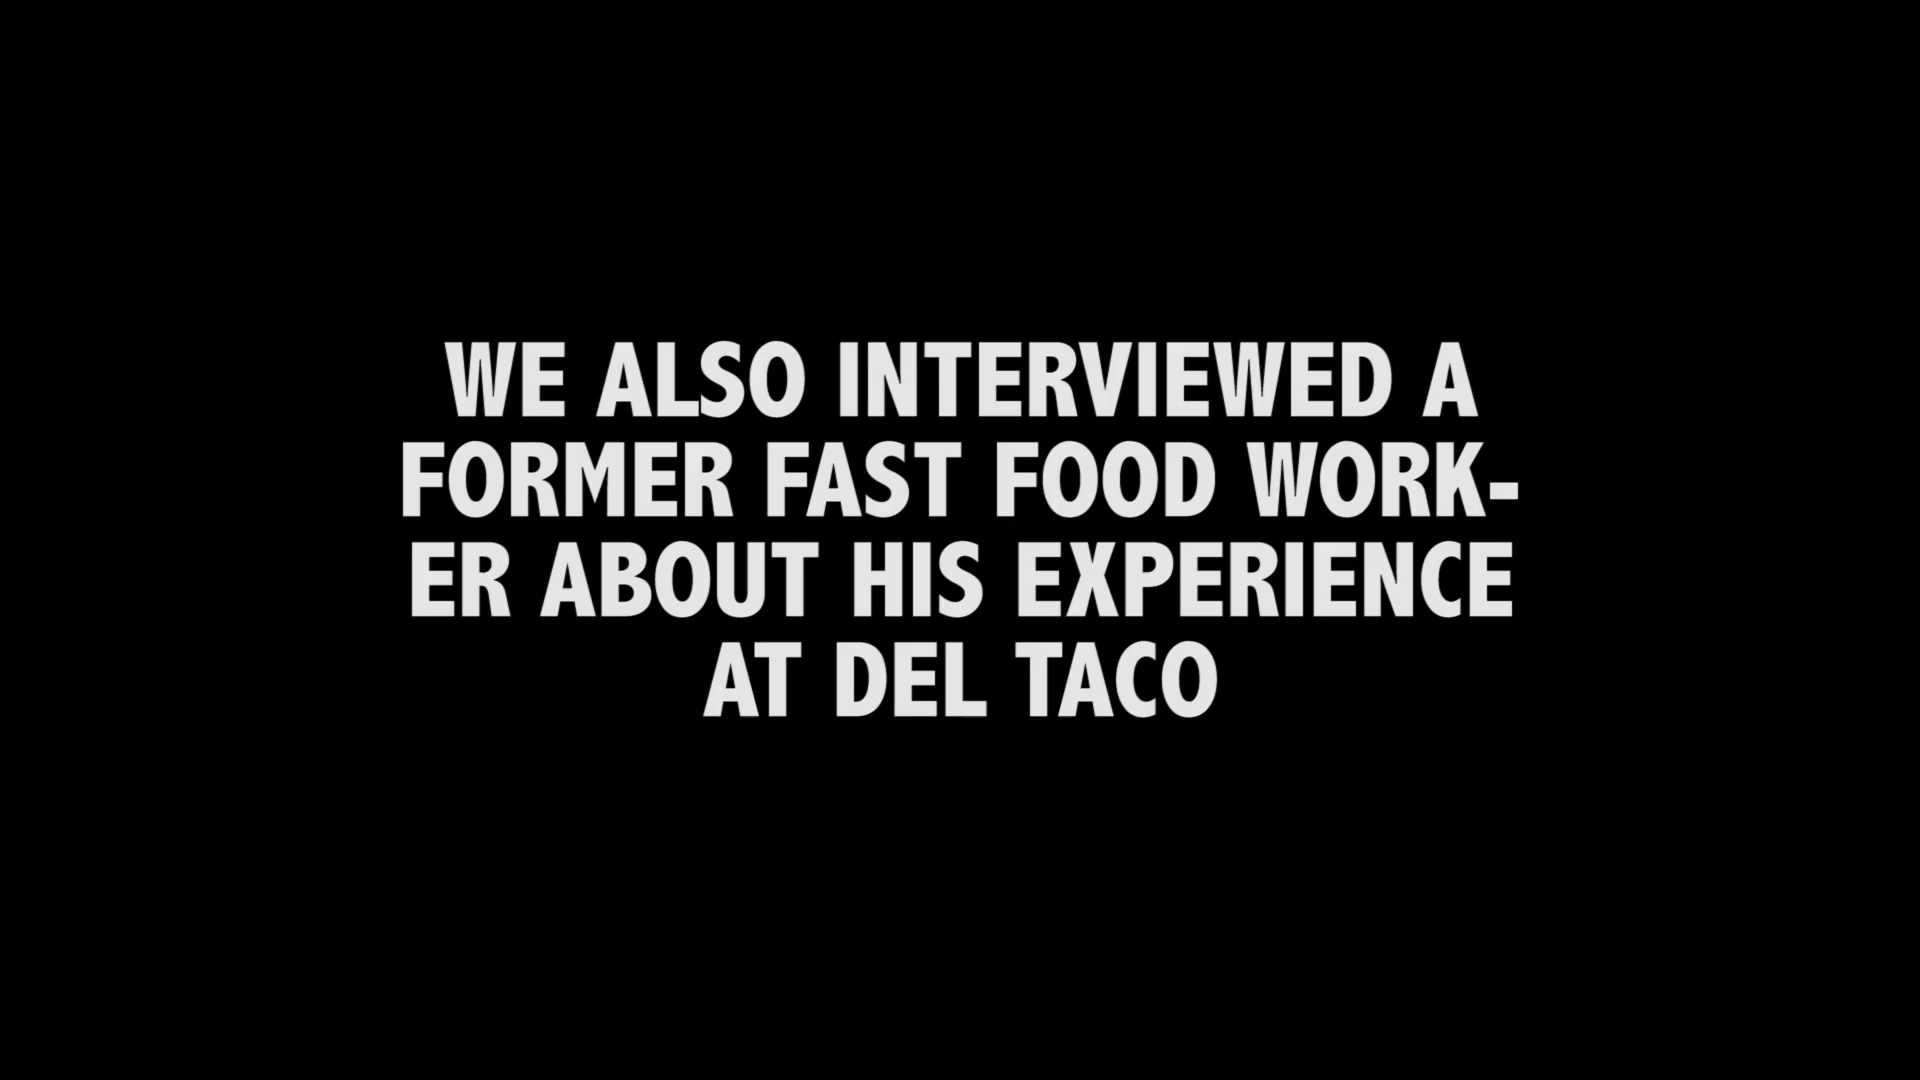 WE ALSO INTERVIEWED A
FORMER FAST FOOD WORK-
ER ABOUT HIS EXPERIENCE
AT DEL TACO